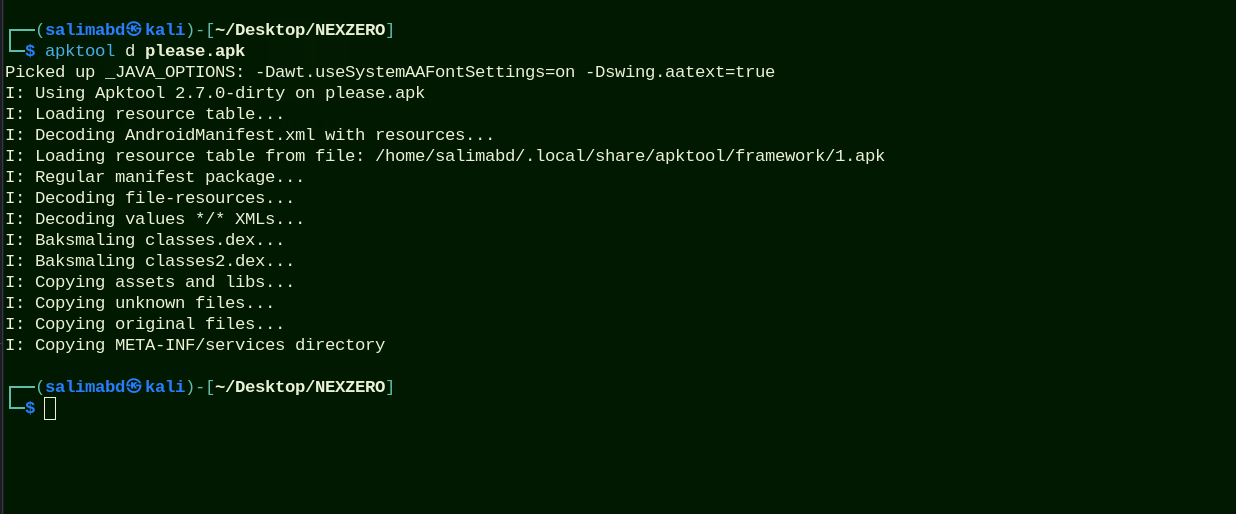 ┌──(salimabd㉿kali)-[~/Desktop/NEXZERO]
└─$ apktool d please.apk
Picked up _JAVA_OPTIONS: -Dawt.useSystemAAFontSettings=on -Dswing.aatext=true
I: Using Apktool 2.7.0-dirty on please.apk
I: Loading resource table...
I: Decoding AndroidManifest.xml with resources...
I: Loading resource table from file: /home/salimabd/.local/share/apktool/framework/1.apk
I: Regular manifest package...
I: Decoding file-resources...
I: Decoding values */* XMLs...
I: Baksmaling classes.dex...
I: Baksmaling classes2.dex...
I: Copying assets and libs...
I: Copying unknown files...
I: Copying original files...
I: Copying META-INF/services directory
┌──(salimabd㉿kali)-[~/Desktop/NEXZERO]
└─$